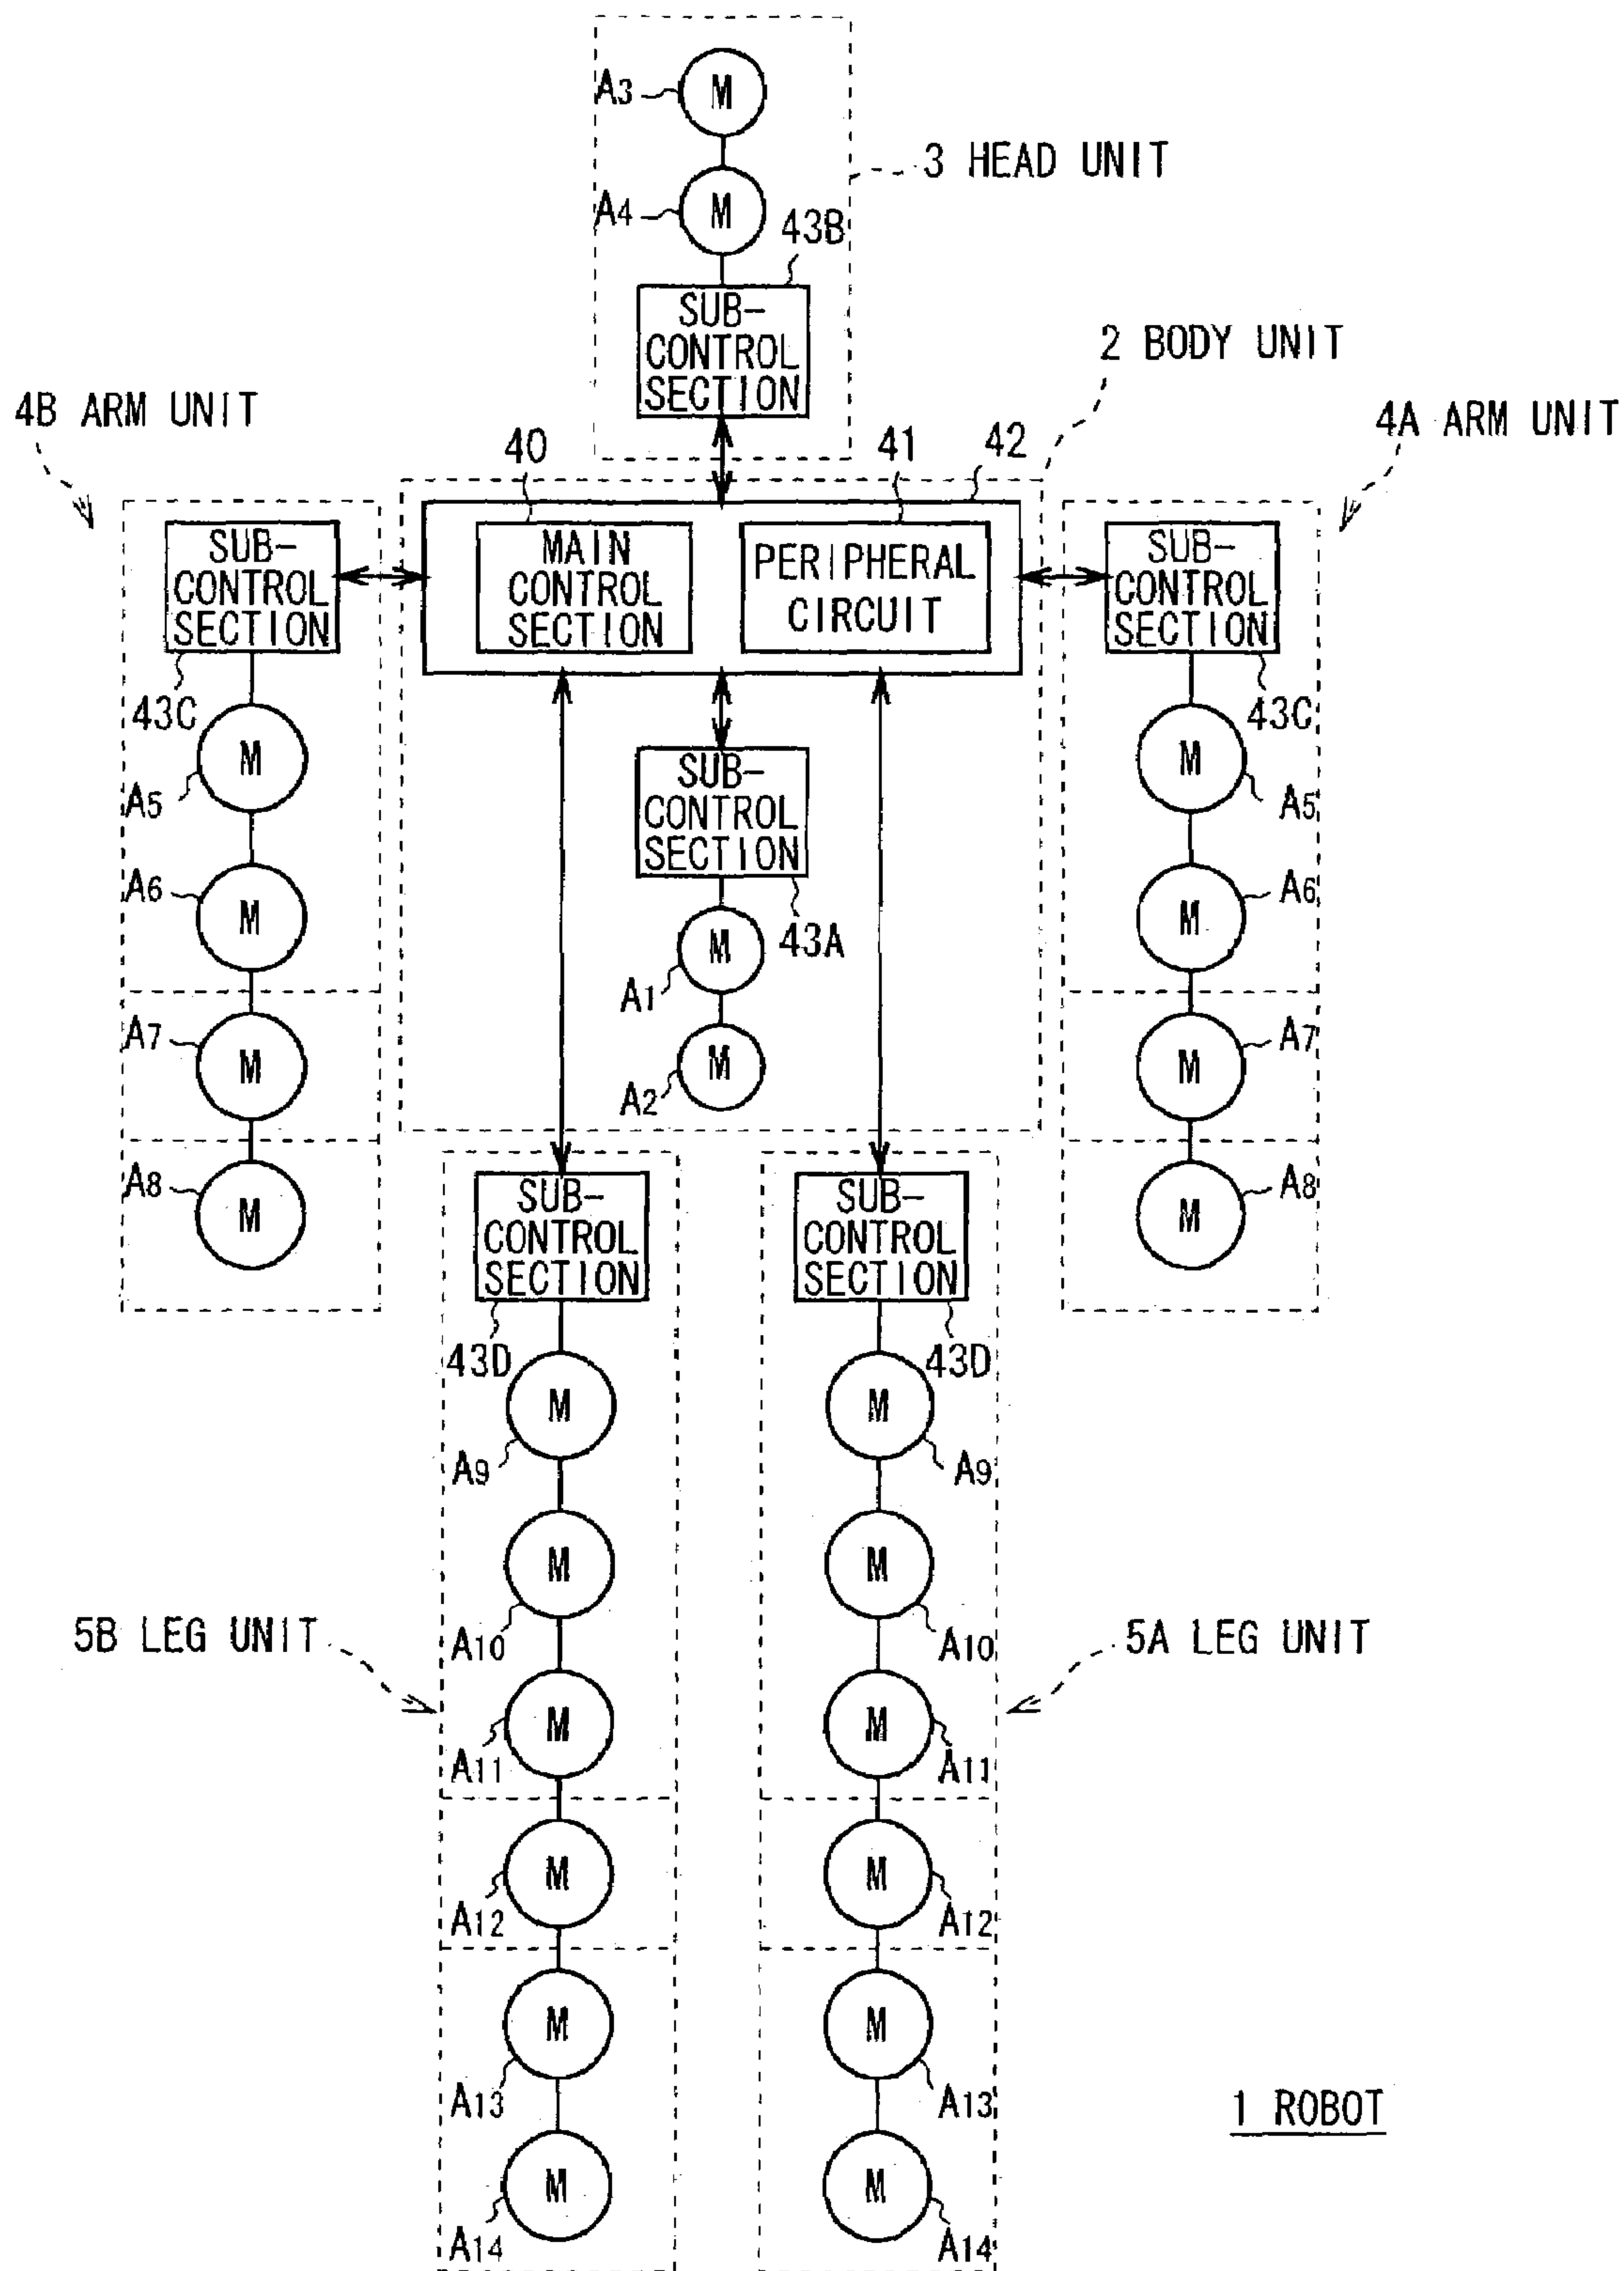 A3
M
3 HEAD UNIT
A4
M
43B
SUB-
CONTROL
SECTION
2 BODY UNIT
4B ARM UNIT
4A ARM UNIT
40
41
42
SUB-
CONTROL
SECTION
MAIN
CONTROL
SECTION
PERIPHERAL
CIRCUIT
SUB-
CONTROL
SECTION
43C
43C
M
A5
M
A5
SUB-
CONTROL
SECTION
43A
A6
M
M
A6
M
A1
A7
M
M
A7
M
A2
A8
M
M
A8
SUB-
CONTROL
SECTION
SUB-
CONTROL
SECTION
43D
43D
M
A9
M
A9
M
A10
M
A10
5B LEG UNIT
5A LEG UNIT
M
A11
M
A11
M
A12
M
A12
M
A13
M
A13
1 ROBOT
M
A14
M
A14